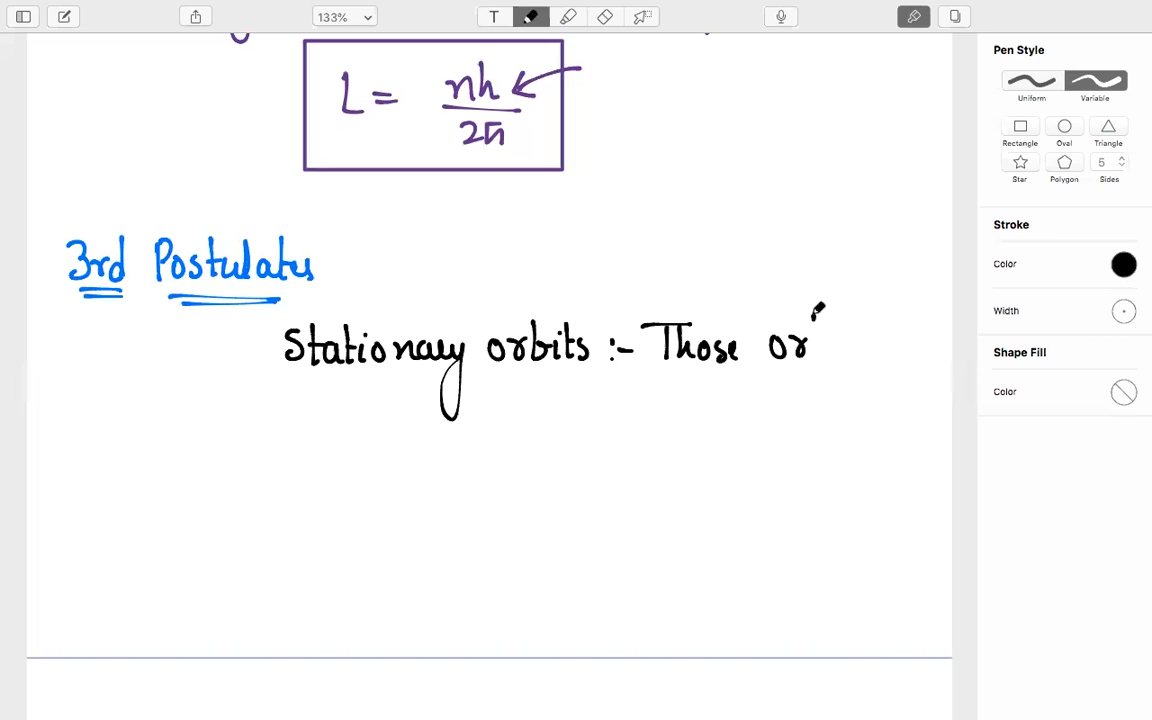 133%
T
L = nh
2π
3rd Postulates
Stationary orbits :- Those or
Pen Style
Uniform Variable
Rectangle Oval Triangle
5
Star Polygon Sides
Stroke
Color
Width
Shape Fill
Color